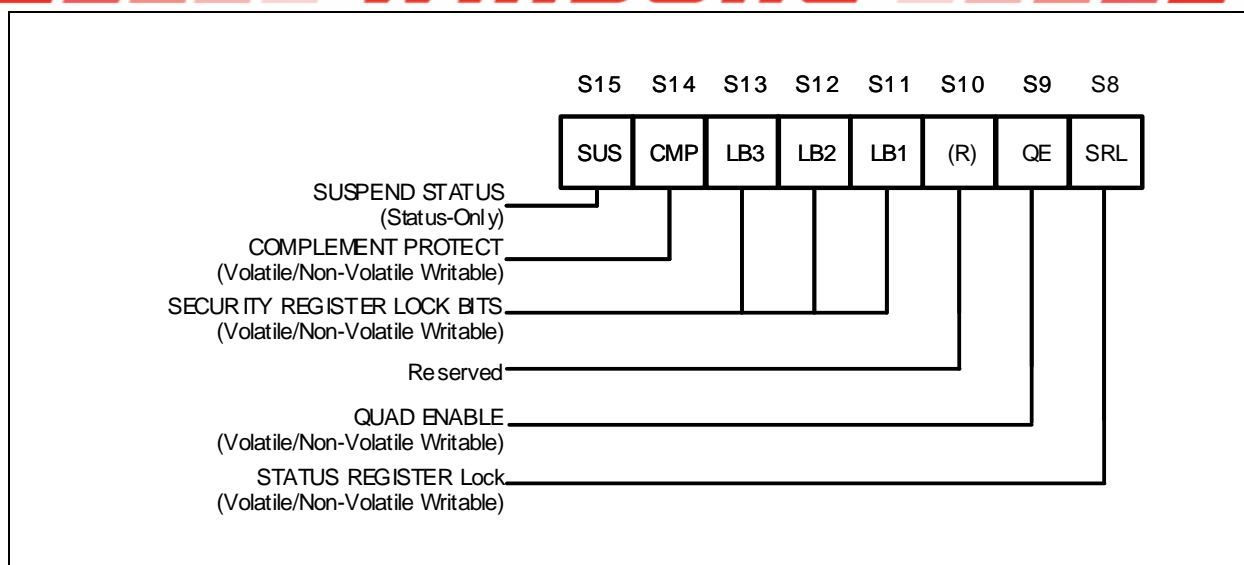 S15 S14 S13 S12 S11 S10 S9 S8
SUS CMP LB3 LB2 LB1 (R) QE SRL
SUSPEND STATUS
(Status-Only)
COMPLEMENT PROTECT
(Volatile/Non-Volatile Writable)
SECURITY REGISTER LOCK BITS
(Volatile/Non-Volatile Writable)
Reserved
QUAD ENABLE
(Volatile/Non-Volatile Writable)
STATUS REGISTER Lock
(Volatile/Non-Volatile Writable)